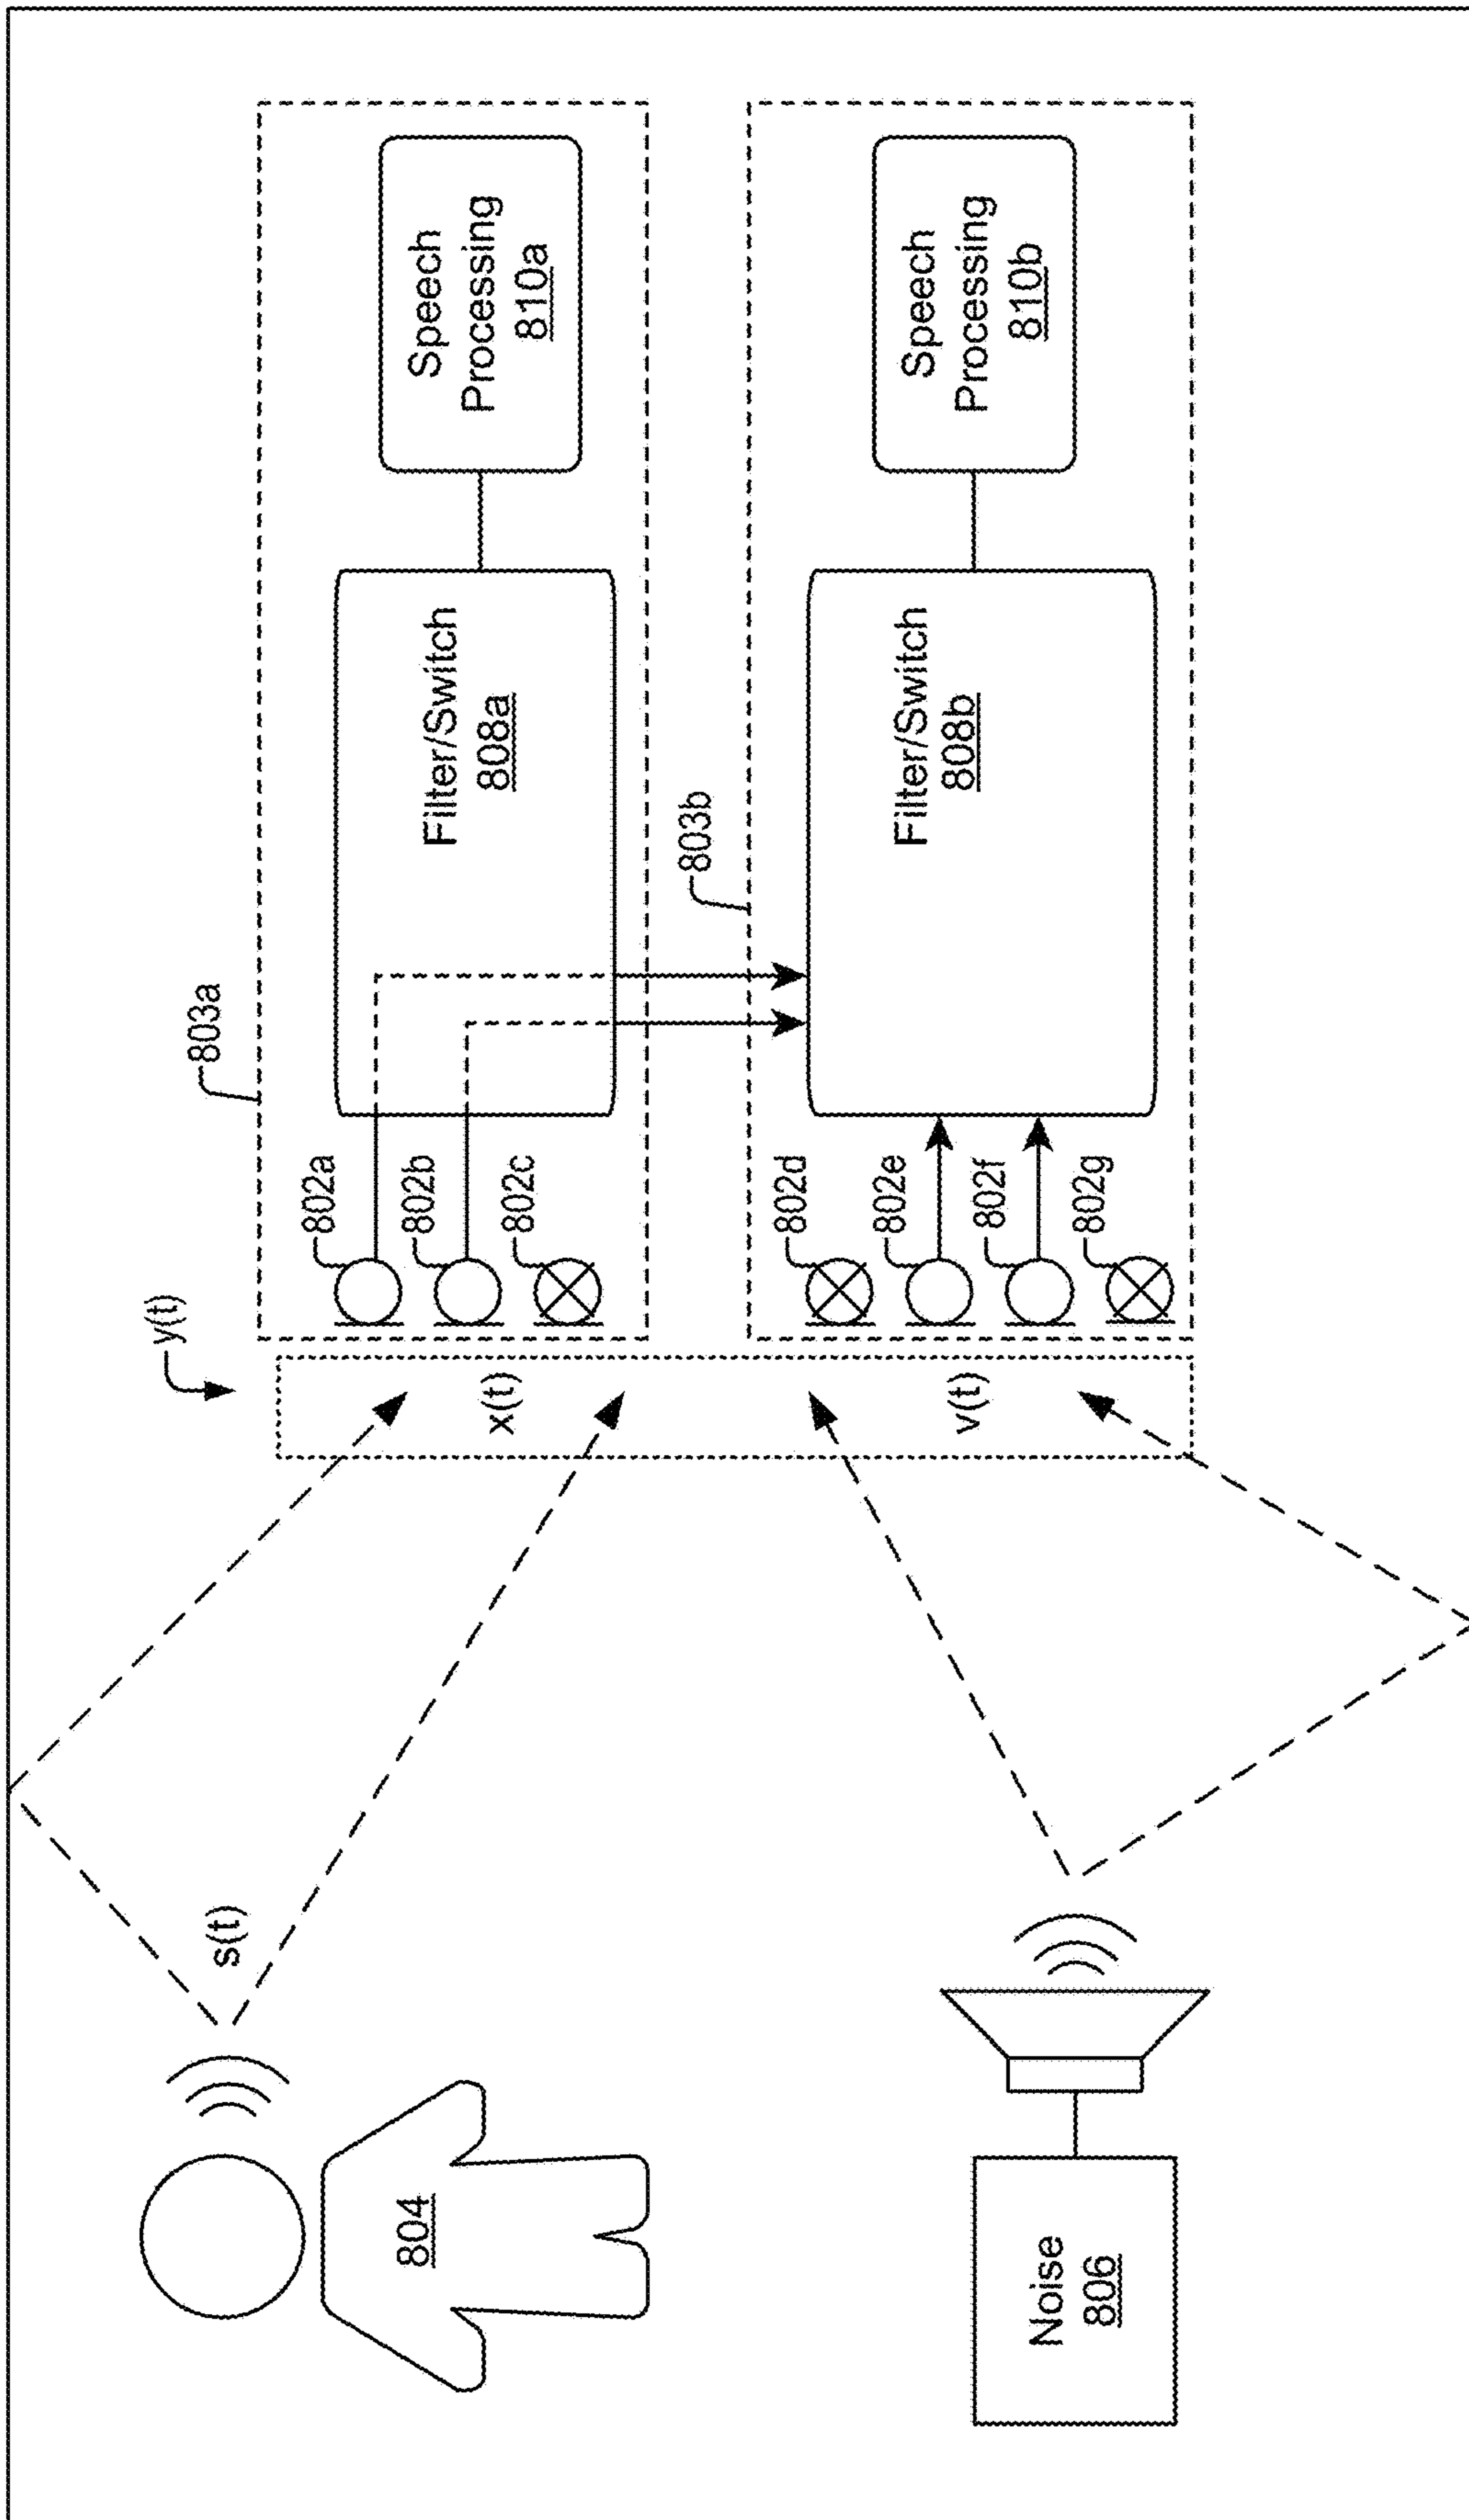 s(t)
y(t)
x(t)
v(t)
804
Noise
806
803a
802a
802b
802c
Filter/Switch
808a
Speech
Processing
810a
803b
802d
802e
802f
802g
Filter/Switch
808b
Speech
Processing
810b